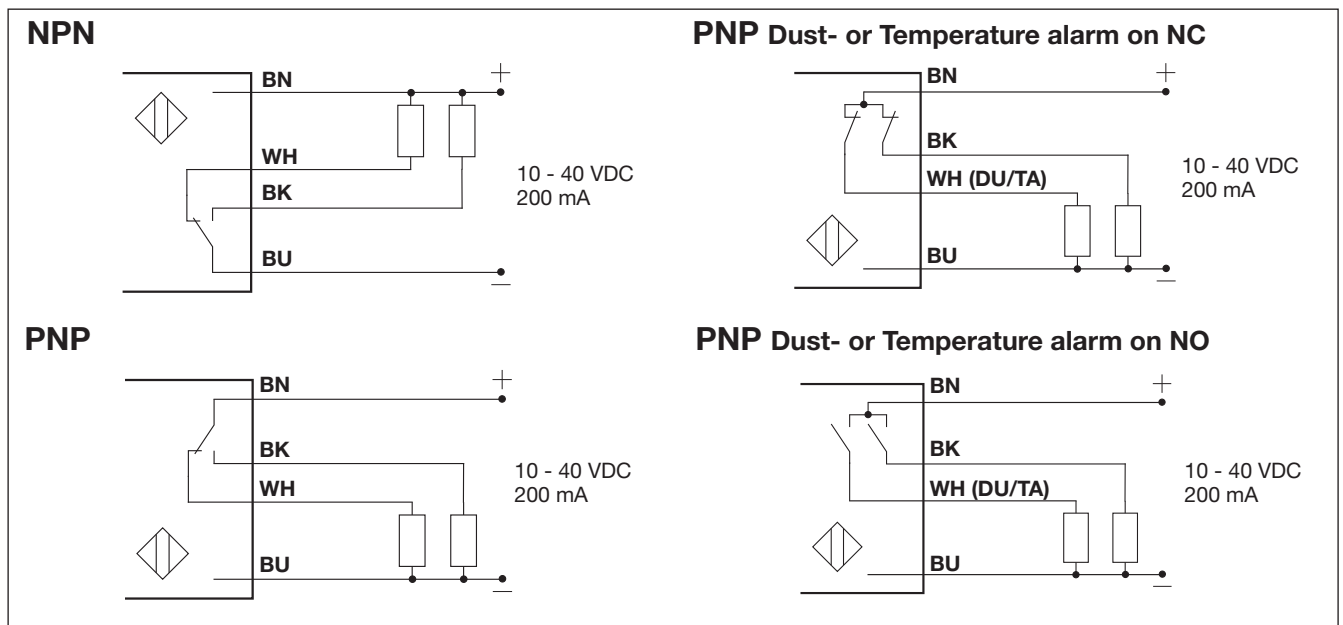 NPN
BN
+
WH
BK
10 - 40 VDC
200 mA
BU
−
PNP Dust- or Temperature alarm on NC
BN
+
BK
WH (DU/TA)
10 - 40 VDC
200 mA
BU
−
PNP
BN
+
BK
WH
10 - 40 VDC
200 mA
BU
−
PNP Dust- or Temperature alarm on NO
BN
+
BK
WH (DU/TA)
10 - 40 VDC
200 mA
BU
−